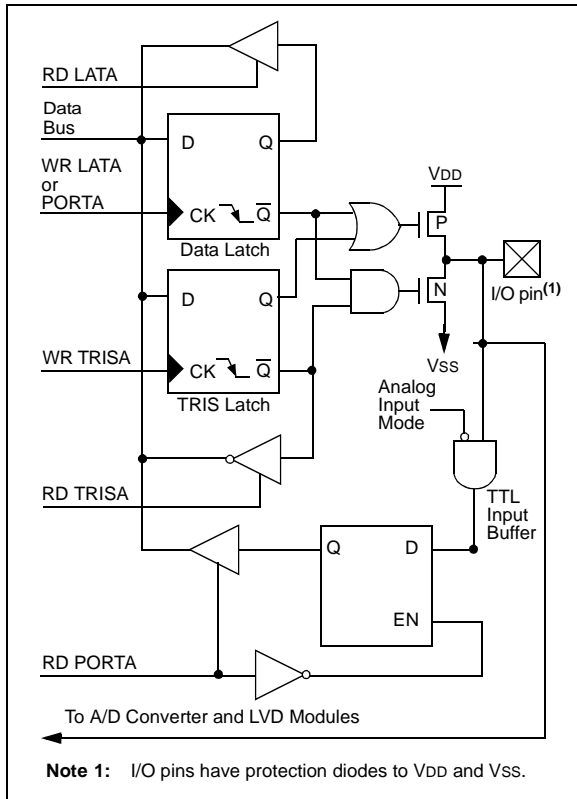 RD LATA
Data
Bus
D Q
WR LATA
or
PORTA
CK Q
Data Latch
VDD
P
N
I/O pin(1)
VSS
D Q
WR TRISA
CK Q
TRIS Latch
Analog
Input
Mode
TTL
Input
Buffer
RD TRISA
Q D
EN
RD PORTA
To A/D Converter and LVD Modules
Note 1: I/O pins have protection diodes to VDD and VSS.